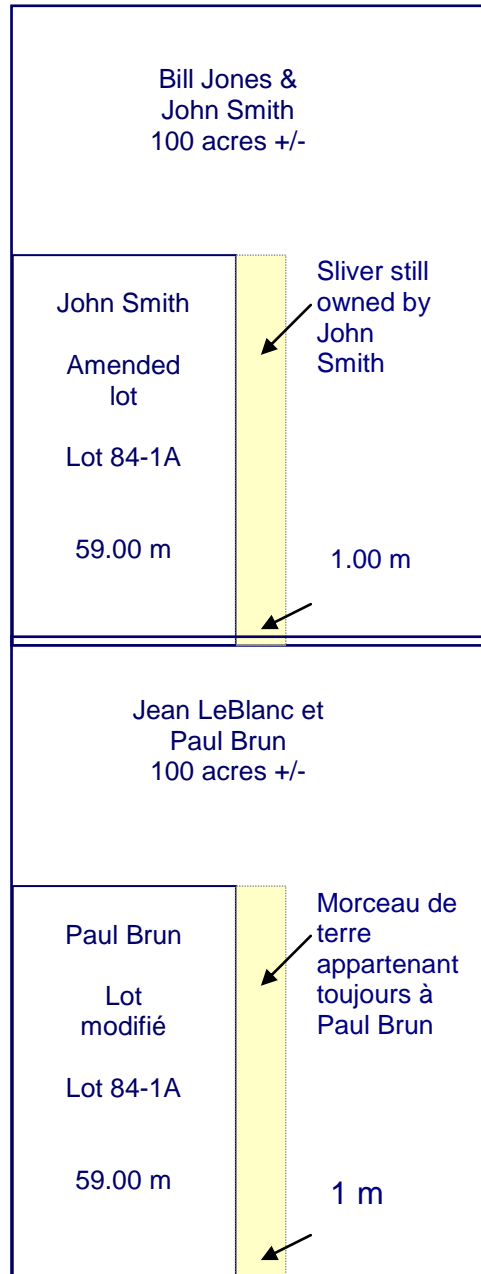 Bill Jones &
John Smith
100 acres +/-
Sliver still
owned by
John
Smith
John Smith
Amended
lot
Lot 84-1A
59.00 m
1.00 m
Jean LeBlanc et
Paul Brun
100 acres +/-
Morceau de
terre
appartenant
toujours à
Paul Brun
Paul Brun
Lot
modifié
Lot 84-1A
59.00 m
1 m